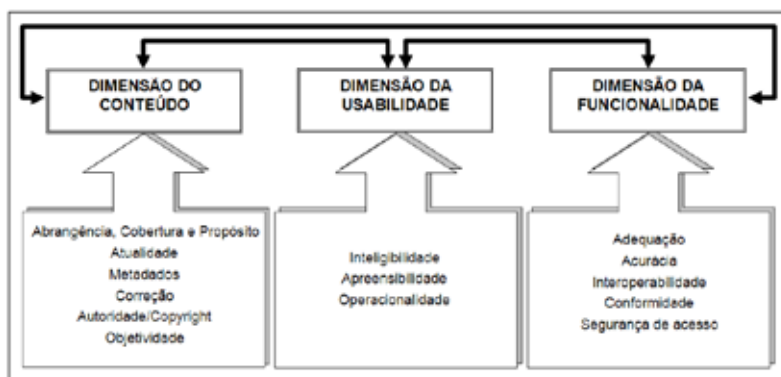 DIMENSÃO DO
CONTEÚDO
DIMENSÃO DA
USABILIDADE
DIMENSÃO DA
FUNCIONALIDADE
Abrangência, Cobertura e Propósito
Atualidade
Metadados
Correção
Autoridade/Copyright
Objetividade
Inteligibilidade
Apreensibilidade
Operacionalidade
Adequação
Acurácia
Interoperabilidade
Conformidade
Segurança de acesso